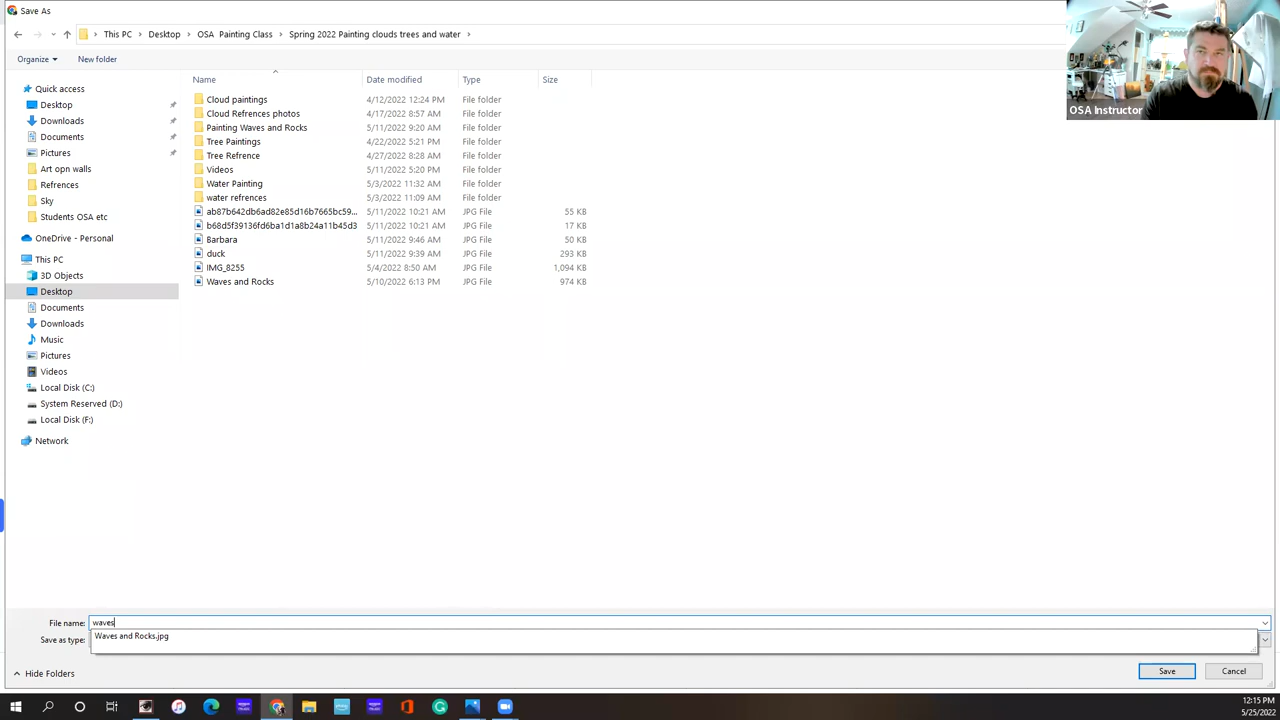 Save As
This PC > Desktop > OSA Painting Class > Spring 2022 Painting clouds trees and water >
Organize
New folder
Name
Date modified
Type
Size
Quick access
Desktop
Downloads
Documents
Pictures
Art opn walls
Refrences
Sky
Students OSA etc
OneDrive - Personal
This PC
3D Objects
Desktop
Documents
Downloads
Music
Pictures
Videos
Local Disk (C:)
System Reserved (D:)
Local Disk (F:)
Network
Cloud paintings 4/12/2022 12:24 PM File folder
Cloud Refrences photos 4/17/2022 8:57 AM File folder
Painting Waves and Rocks 5/11/2022 9:20 AM File folder
Tree Paintings 4/22/2022 5:21 PM File folder
Tree Refrence 4/27/2022 8:28 AM File folder
Videos 5/11/2022 5:20 PM File folder
Water Painting 5/3/2022 11:32 AM File folder
water refrences 5/3/2022 11:09 AM File folder
ab87b642db6ad82e85d16b7665bc59... 5/11/2022 10:21 AM JPG File 55 KB
b68d5f39136fd6ba1d1a8b24a11b45d3 5/11/2022 10:21 AM JPG File 17 KB
Barbara 5/11/2022 9:46 AM JPG File 50 KB
duck 5/11/2022 9:39 AM JPG File 293 KB
IMG_8255 5/4/2022 8:50 AM JPG File 1,094 KB
Waves and Rocks 5/10/2022 6:13 PM JPG File 974 KB
OSA Instructor
File name: waves
Waves and Rocks.jpg
Save as type:
Hide Folders
Save
Cancel
12:15 PM
5/25/2022